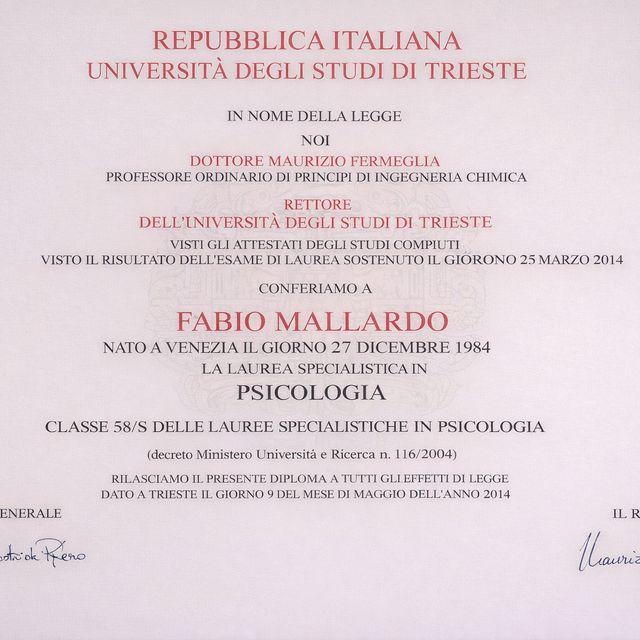 REPUBBLICA ITALIANA
UNIVERSITÀ DEGLI STUDI DI TRIESTE
IN NOME DELLA LEGGE
NOI
DOTTORE MAURIZIO FERMEGLIA
PROFESSORE ORDINARIO DI PRINCIPI DI INGEGNERIA CHIMICA
RETTORE
DELL'UNIVERSITÀ DEGLI STUDI DI TRIESTE
VISTI GLI ATTESTATI DEGLI STUDI COMPIUTI
VISTO IL RISULTATO DELL'ESAME DI LAUREA SOSTENUTO IL GIORONO 25 MARZO 2014
CONFERIAMO A
FABIO MALLARDO
NATO A VENEZIA IL GIORNO 27 DICEMBRE 1984
LA LAUREA SPECIALISTICA IN
PSICOLOGIA
CLASSE 58/S DELLE LAUREE SPECIALISTICHE IN PSICOLOGIA
(decreto Ministero Universitá e Ricerca n. 116/2004)
RILASCIAMO IL PRESENTE DIPLOMA A TUTTI GLI EFFETTI DI LEGGE
DATO A TRIESTE IL GIORNO 9 DEL MESE DI MAGGIO DELL'ANNO 2014
ENERALE
IL R